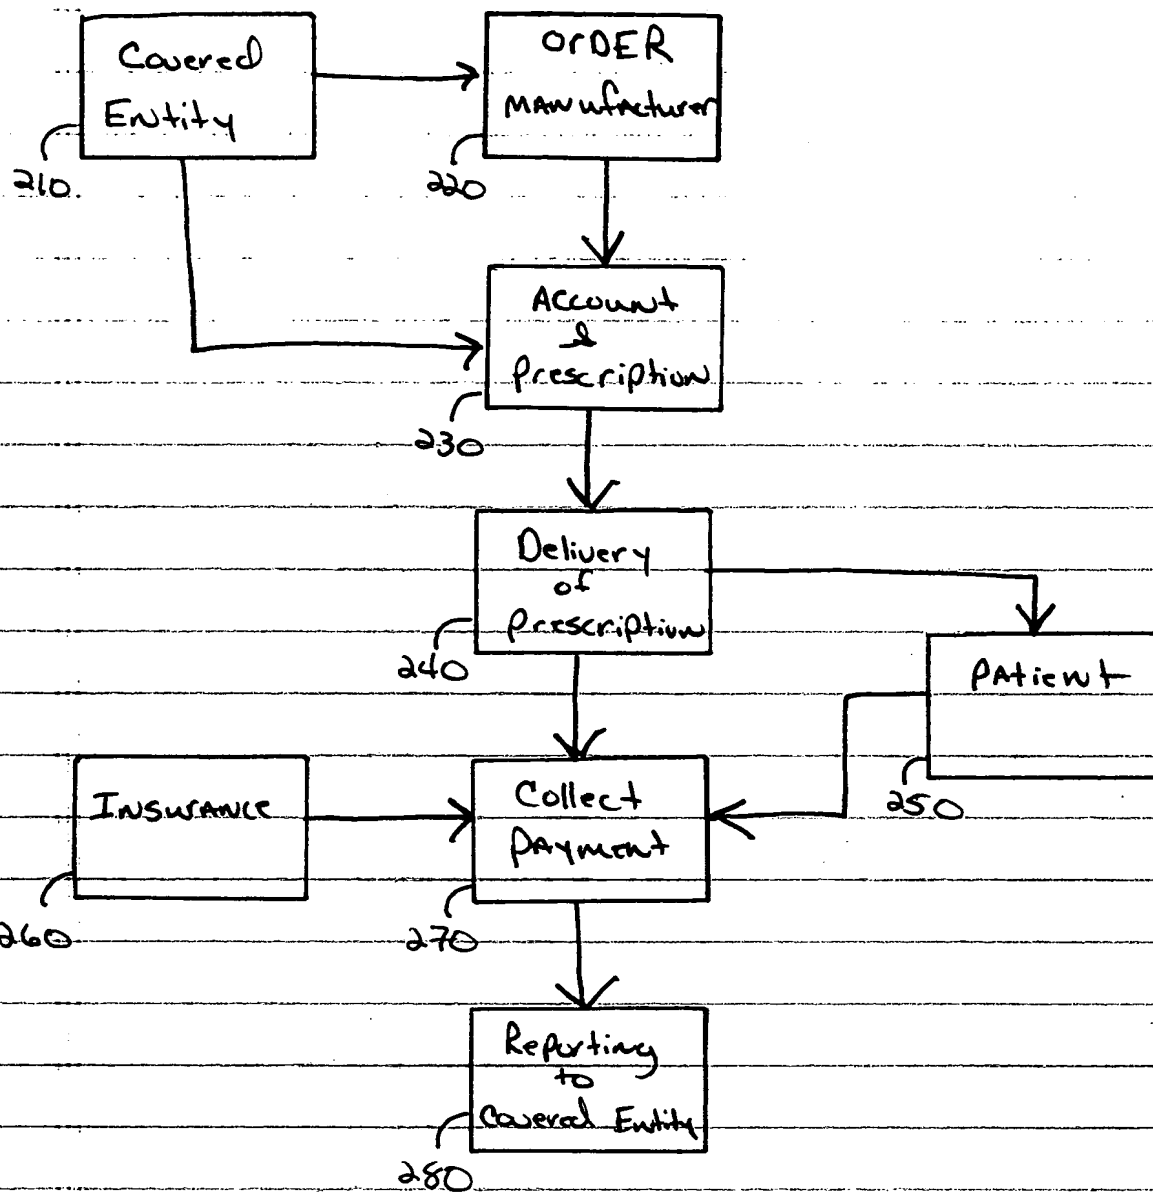 Covered
Entity
210
OrDER
MANufacturer
220
Account
&
Prescription
230
Delivery
of
Prescription
240
PAtient
250
INSURANCE
260
Collect
PAyment
270
Reporting
to
Covered Entity
280